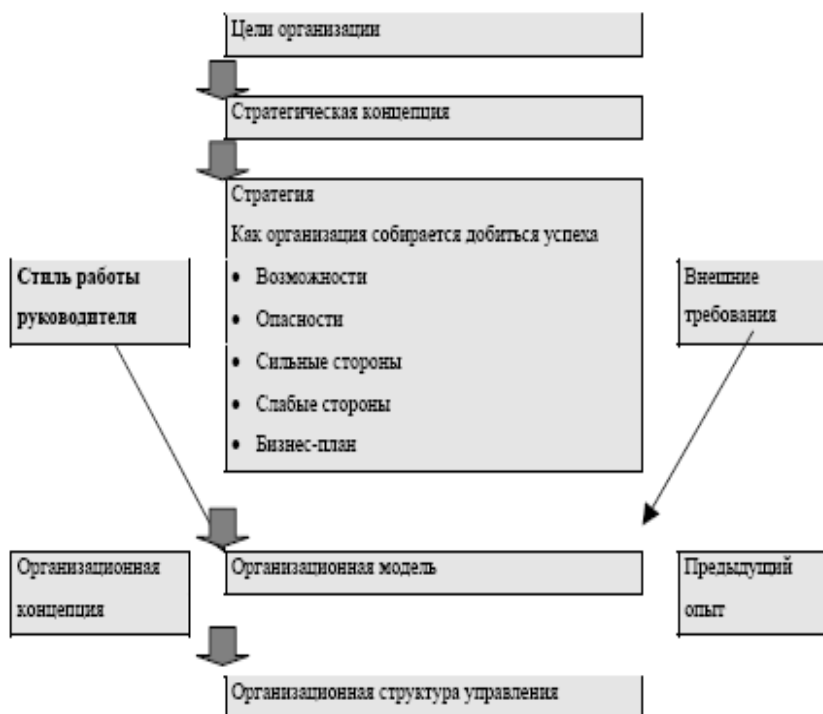 Цели организации
Стратегическая концепция
Стратегия
Как организация собирается добиться успеха
• Возможности
• Опасности
• Сильные стороны
• Слабые стороны
• Бизнес-план
Стиль работы
руководителя
Внешние
требования
Организационная
концепция
Организационная модель
Предыдущий
опыт
Организационная структура управления